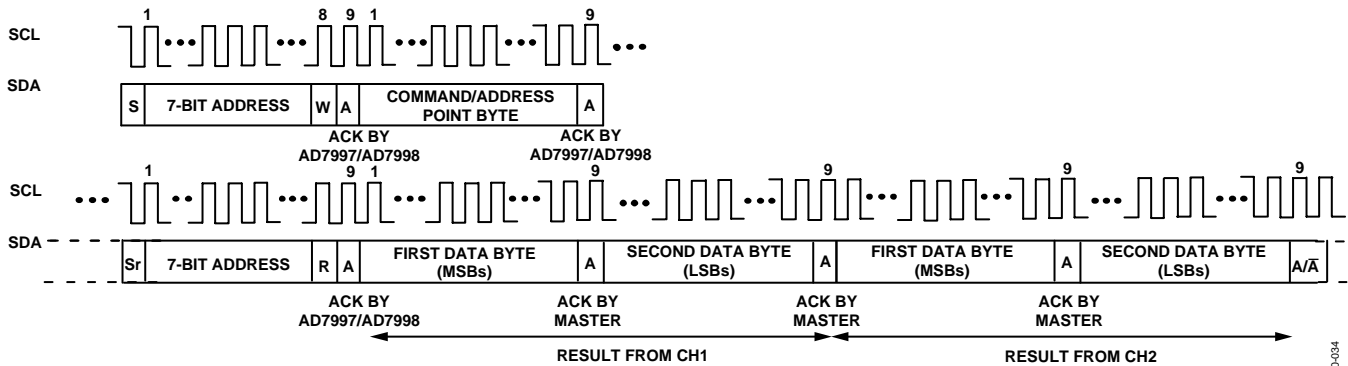 1 8 9 1 9
SCL
SDA
S 7-BIT ADDRESS W A COMMAND/ADDRESS POINT BYTE A
ACK BY AD7997/AD7998 ACK BY AD7997/AD7998
1 9 1 9 9 9 9
SCL
SDA
Sr 7-BIT ADDRESS R A FIRST DATA BYTE (MSBs) A SECOND DATA BYTE (LSBs) A FIRST DATA BYTE (MSBs) A SECOND DATA BYTE (LSBs) A/A̅
ACK BY AD7997/AD7998 ACK BY MASTER ACK BY MASTER ACK BY MASTER
RESULT FROM CH1 RESULT FROM CH2
0-034